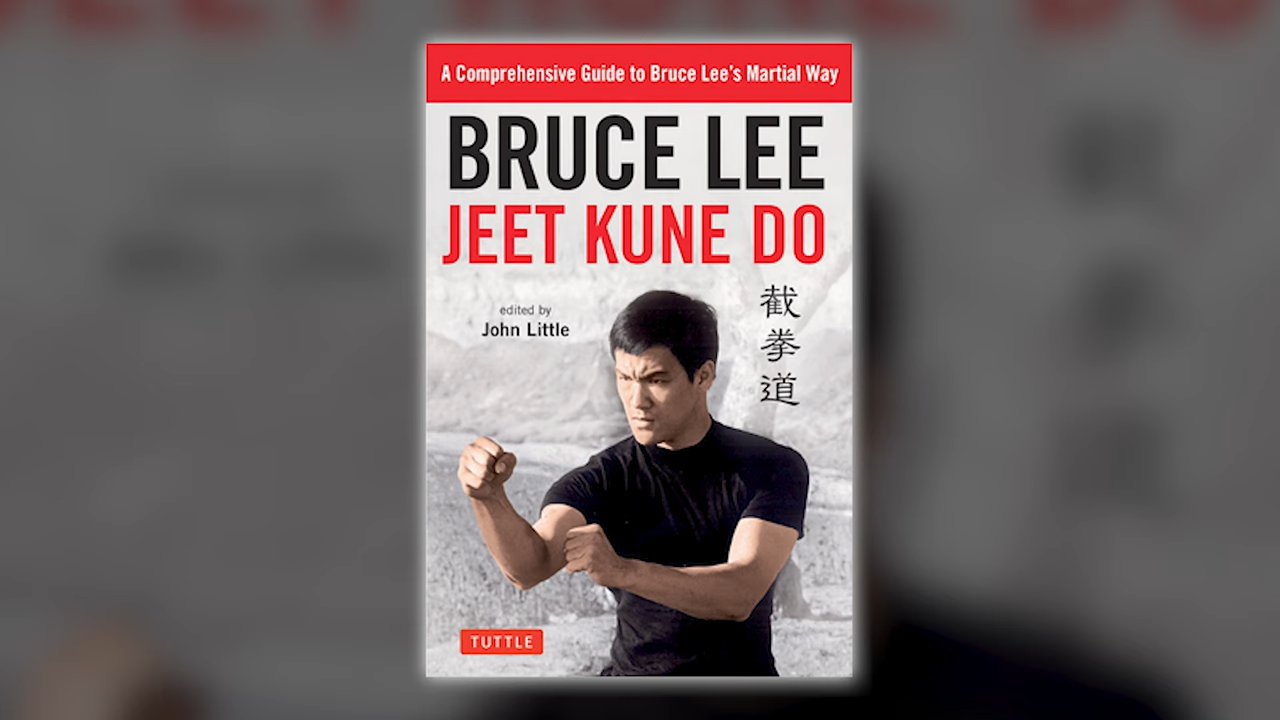 A Comprehensive Guide to Bruce Lee's Martial Way
BRUCE LEE
JEET KUNE DO
edited by
John Little
截
拳
道
TUTTLE